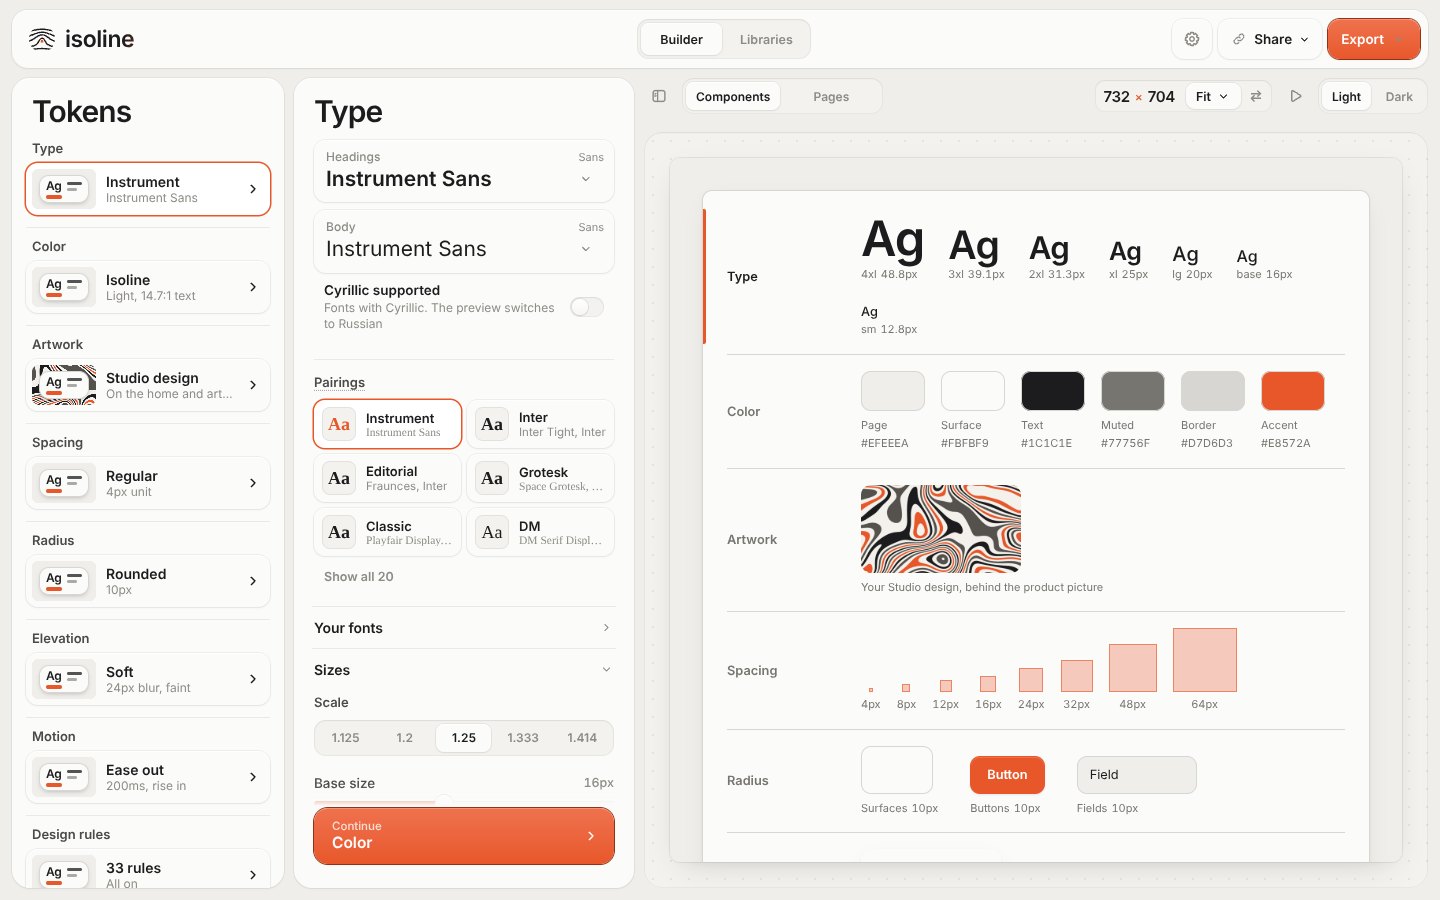 isoline
Builder
Libraries
Share
Export
Tokens
Type
Ag
Instrument
Instrument Sans
Color
Ag
Isoline
Light, 14.7:1 text
Artwork
Ag
Studio design
On the home and art...
Spacing
Ag
Regular
4px unit
Radius
Ag
Rounded
10px
Elevation
Ag
Soft
24px blur, faint
Motion
Ag
Ease out
200ms, rise in
Design rules
Ag
33 rules
All on
Type
Headings
Sans
Instrument Sans
Body
Sans
Instrument Sans
Cyrillic supported
Fonts with Cyrillic. The preview switches
to Russian
Pairings
Aa
Instrument
Instrument Sans
Aa
Inter
Inter Tight, Inter
Aa
Editorial
Fraunces, Inter
Aa
Grotesk
Space Grotesk, ...
Aa
Classic
Playfair Display...
Aa
DM
DM Serif Displ...
Show all 20
Your fonts
Sizes
Scale
1.125 1.2 1.25 1.333 1.414
Base size
16px
Continue
Color
Components
Pages
732 × 704
Fit
Light
Dark
Type
Ag Ag Ag Ag Ag Ag
4xl 48.8px 3xl 39.1px 2xl 31.3px xl 25px lg 20px base 16px
Ag
sm 12.8px
Color
Page Surface Text Muted Border Accent
#EFEEEA #FBFBF9 #1C1C1E #77756F #D7D6D3 #E8572A
Artwork
Your Studio design, behind the product picture
Spacing
4px 8px 12px 16px 24px 32px 48px 64px
Radius
Button
Field
Surfaces 10px Buttons 10px Fields 10px